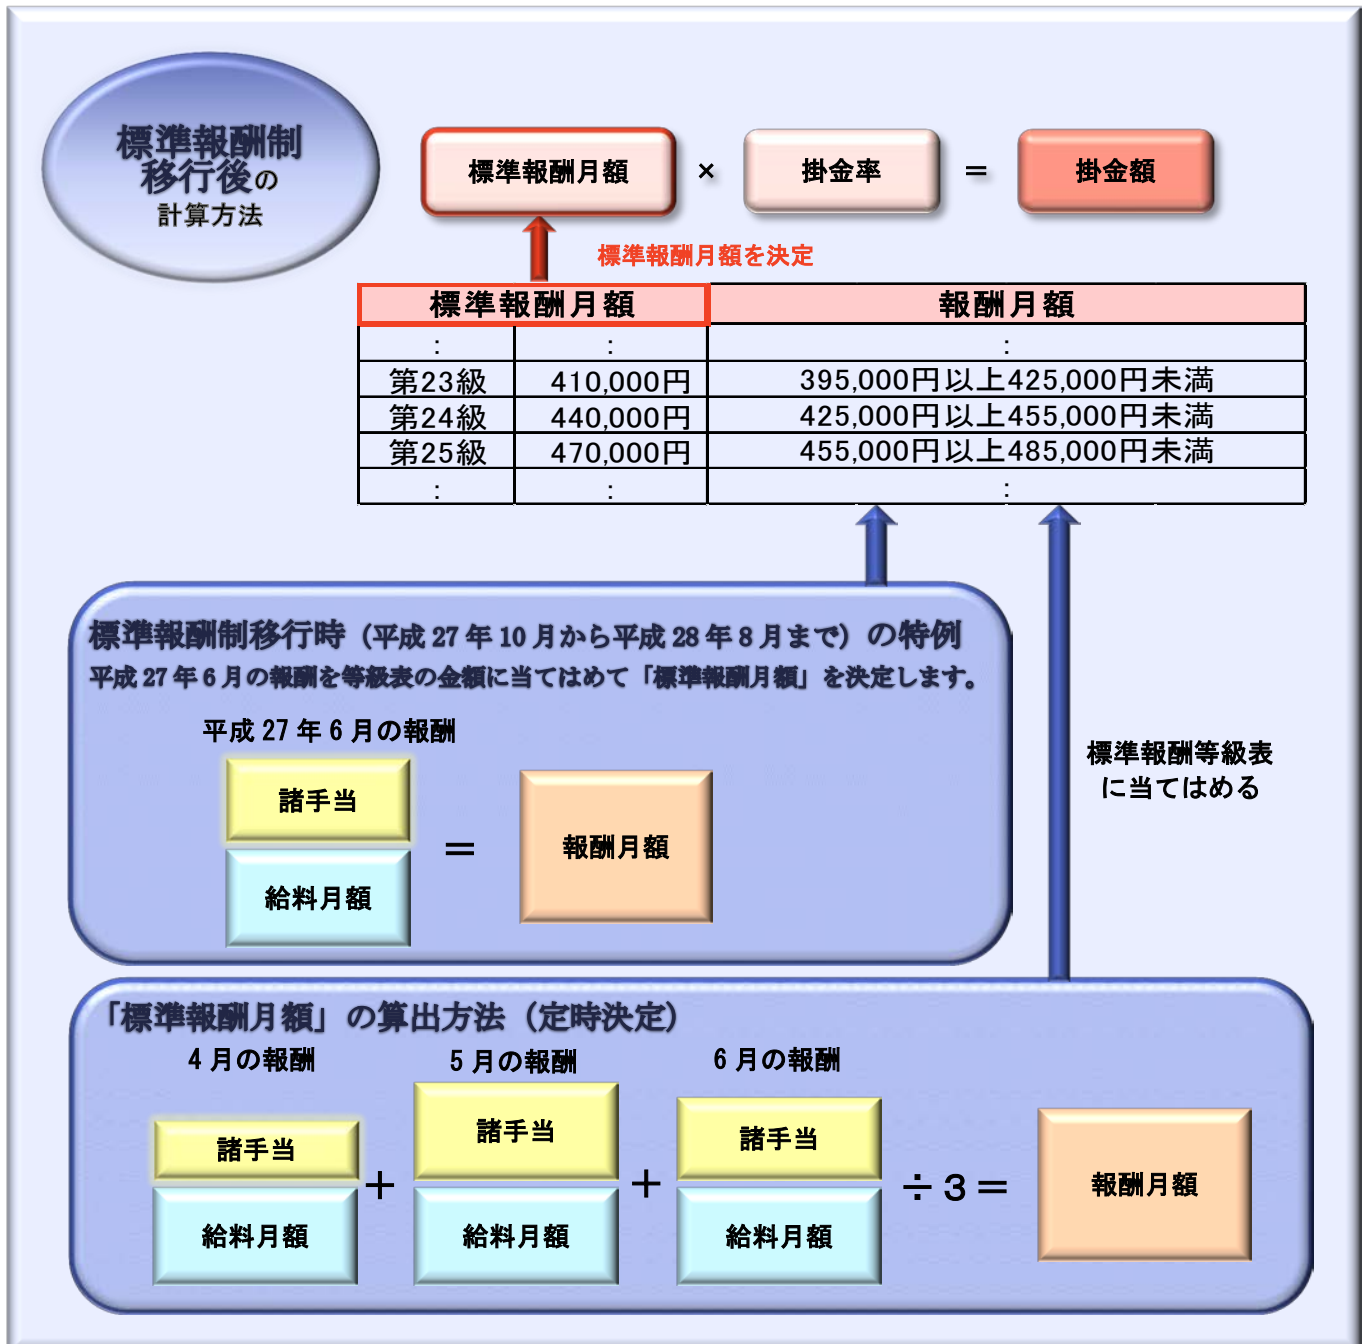 標準報酬制
移行後の
計算方法
標準報酬月額 × 掛金率 = 掛金額
標準報酬月額を決定
標準報酬月額 報酬月額
: : :
第23級 410,000円 395,000円以上425,000円未満
第24級 440,000円 425,000円以上455,000円未満
第25級 470,000円 455,000円以上485,000円未満
: : :
標準報酬制移行時（平成 27 年 10 月から平成 28 年 8 月まで）の特例
平成 27 年 6 月の報酬を等級表の金額に当てはめて「標準報酬月額」を決定します。
平成 27 年 6 月の報酬
諸手当
給料月額
＝
報酬月額
標準報酬等級表
に当てはめる
「標準報酬月額」の算出方法（定時決定）
4 月の報酬 5 月の報酬 6 月の報酬
諸手当 諸手当 諸手当
＋ ＋ ÷３＝ 報酬月額
給料月額 給料月額 給料月額